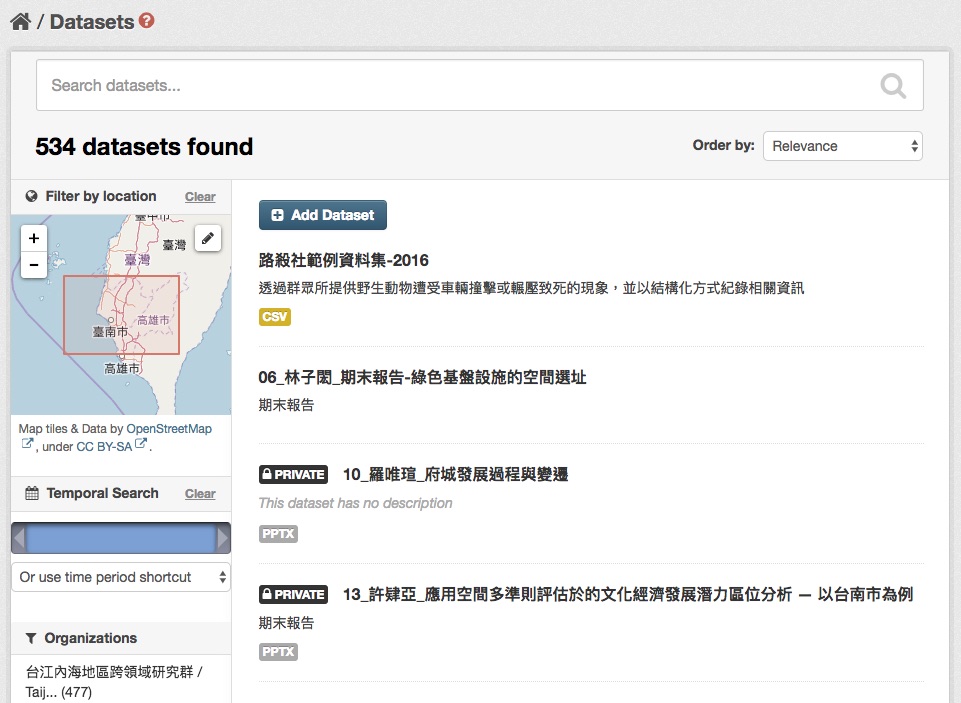 / Datasets ?
Search datasets...
534 datasets found
Order by: Relevance
Filter by location Clear
+
−
臺中市
臺灣
臺灣
高雄市
臺南市
高雄市
Map tiles & Data by OpenStreetMap
, under CC BY-SA .
Temporal Search Clear
Or use time period shortcut
Organizations
台江內海地區跨領域研究群 /
Taij... (477)
Add Dataset
路殺社範例資料集-2016
透過群眾所提供野生動物遭受車輛撞擊或輾壓致死的現象，並以結構化方式紀錄相關資訊
CSV
06_林子閎_期末報告-綠色基盤設施的空間選址
期末報告
PRIVATE 10_羅唯瑄_府城發展過程與變遷
This dataset has no description
PPTX
PRIVATE 13_許肄亞_應用空間多準則評估於的文化經濟發展潛力區位分析 — 以台南市為例
期末報告
PPTX